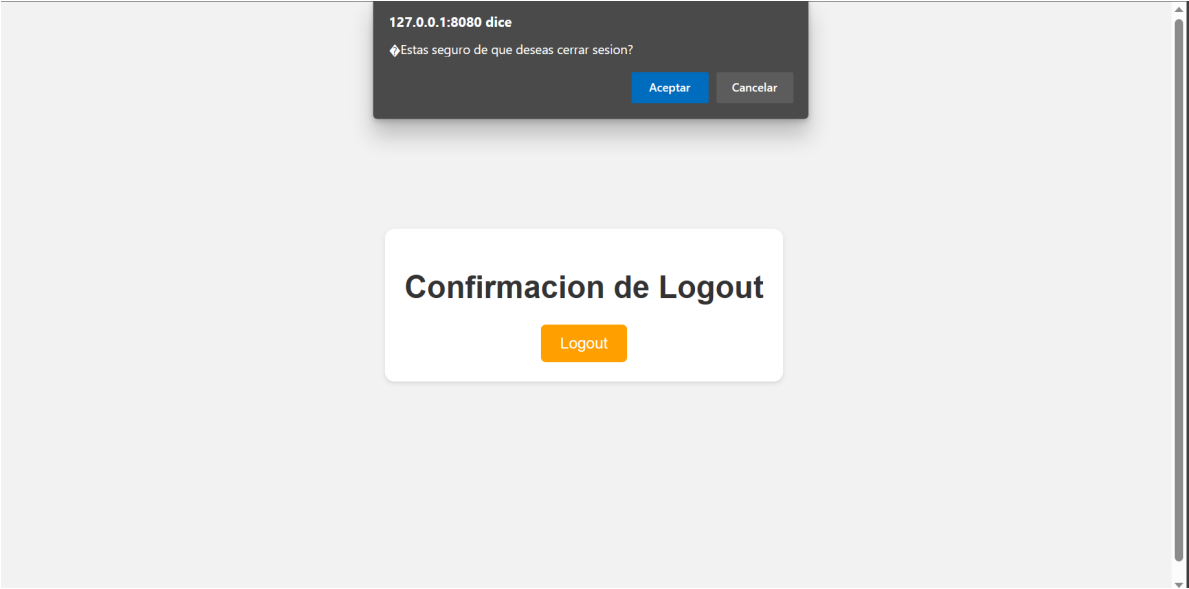 127.0.0.1:8080 dice
�Estas seguro de que deseas cerrar sesion?
Aceptar
Cancelar
Confirmacion de Logout
Logout